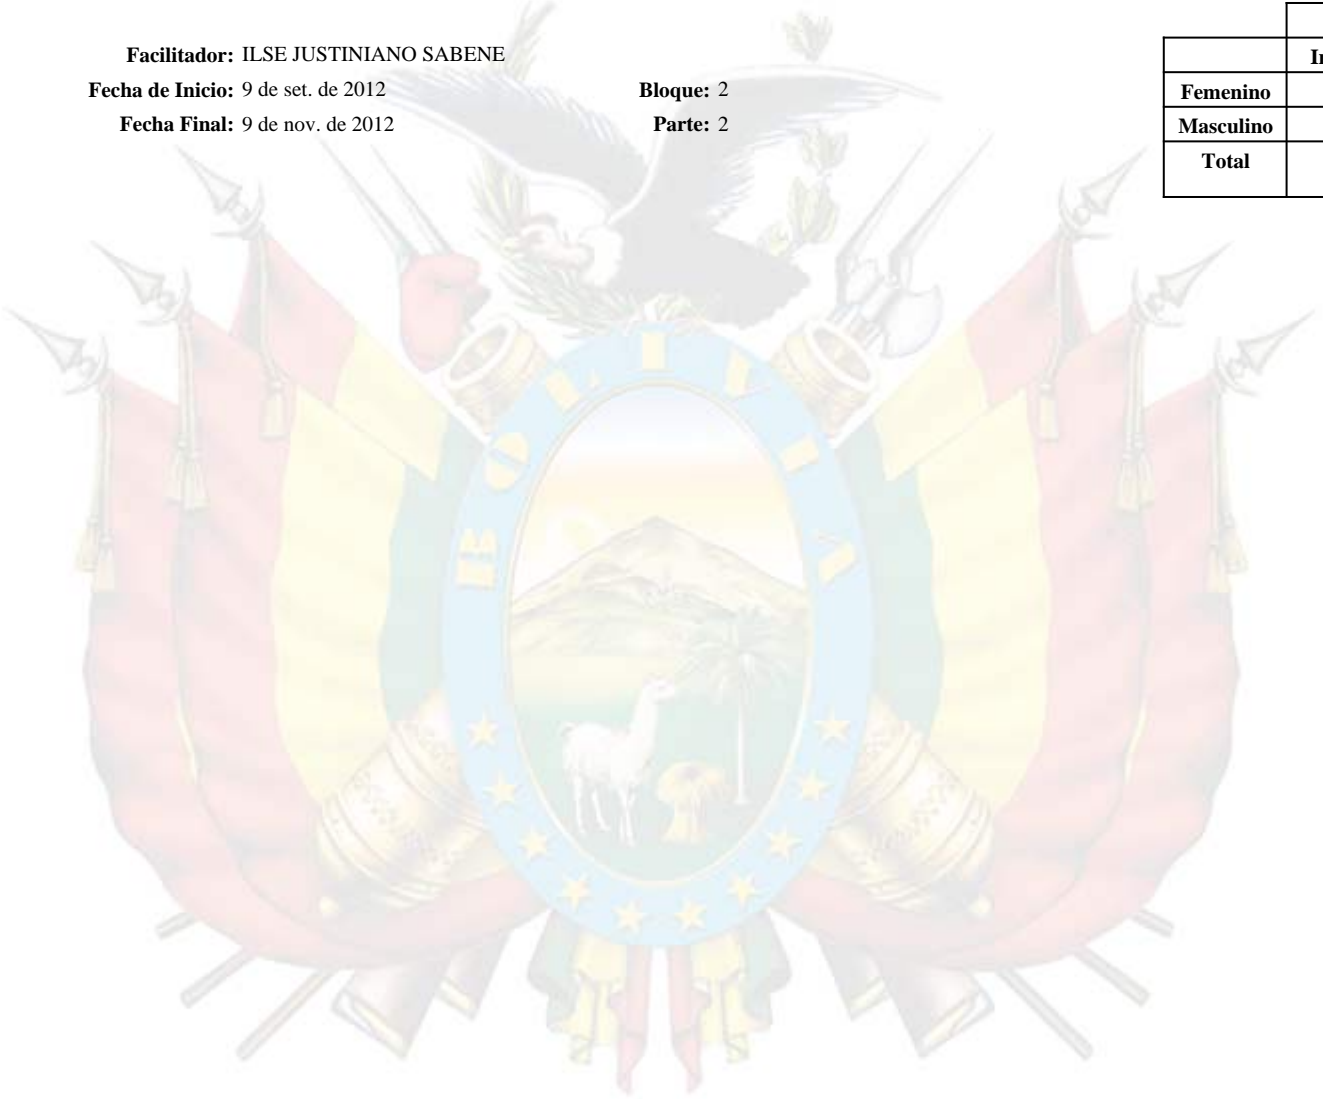 Facilitador: ILSE JUSTINIANO SABENE
Fecha de Inicio: 9 de set. de 2012 Bloque: 2
Fecha Final: 9 de nov. de 2012 Parte: 2
Femenino
Masculino
Total
BOLIVIA